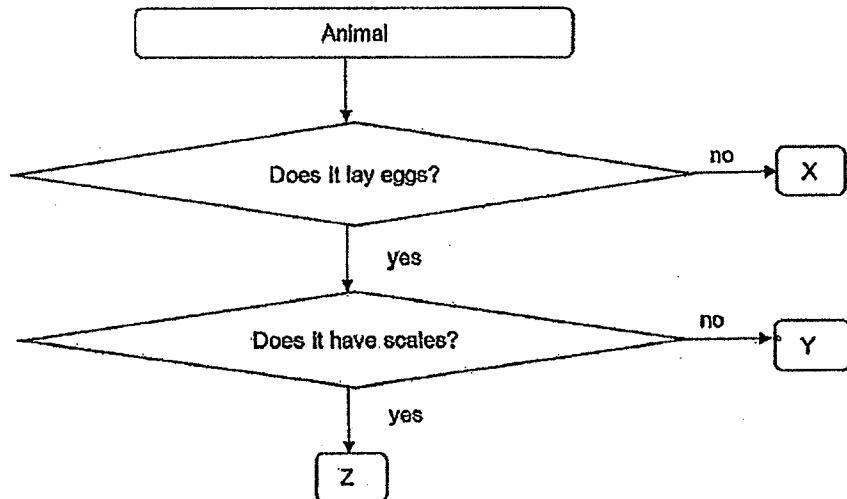 Animal
Does it lay eggs?
no
X
yes
Does it have scales?
no
Y
yes
Z